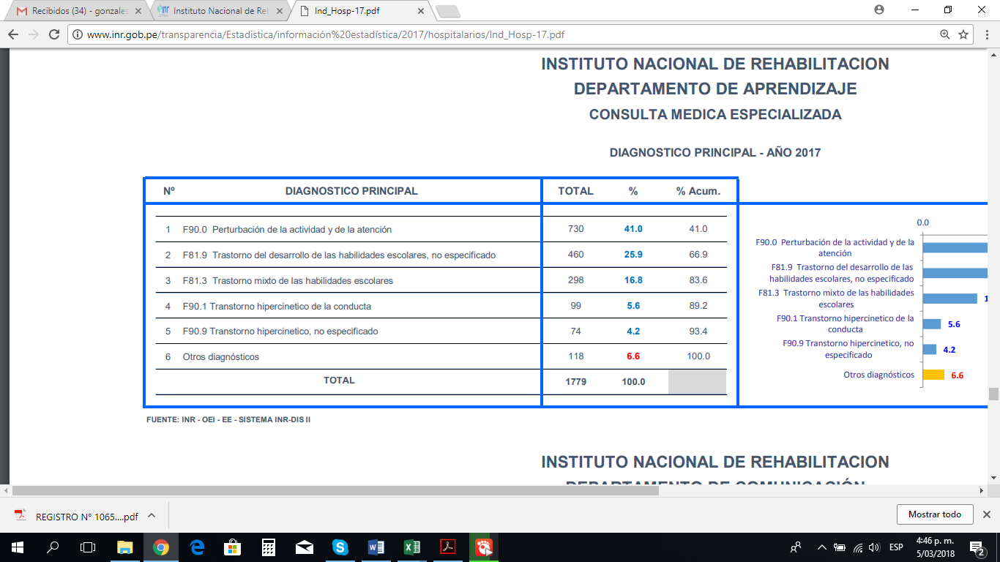 Recibidos (34) - gonzales
Instituto Nacional de Reh
Ind_Hosp-17.pdf
www.inr.gob.pe/transparencia/Estadistica/información%20estadística/2017/hospitalarios/Ind_Hosp-17.pdf
INSTITUTO NACIONAL DE REHABILITACION
DEPARTAMENTO DE APRENDIZAJE
CONSULTA MEDICA ESPECIALIZADA
DIAGNOSTICO PRINCIPAL - AÑO 2017
Nº DIAGNOSTICO PRINCIPAL TOTAL % % Acum.
1 F90.0 Perturbación de la actividad y de la atención 730 41.0 41.0
2 F81.9 Trastorno del desarrollo de las habilidades escolares, no especificado 460 25.9 66.9
3 F81.3 Trastorno mixto de las habilidades escolares 298 16.8 83.6
4 F90.1 Transtorno hipercinetico de la conducta 99 5.6 89.2
5 F90.9 Transtorno hipercinetico, no especificado 74 4.2 93.4
6 Otros diagnósticos 118 6.6 100.0
TOTAL 1779 100.0
0.0
F90.0 Perturbación de la actividad y de la
atención
F81.9 Trastorno del desarrollo de las
habilidades escolares, no especificado
F81.3 Trastorno mixto de las habilidades
escolares
1
F90.1 Transtorno hipercinetico de la
conducta
5.6
F90.9 Transtorno hipercinetico, no
especificado
4.2
Otros diagnósticos 6.6
FUENTE: INR - OEI - EE - SISTEMA INR-DIS II
INSTITUTO NACIONAL DE REHABILITACION
DEPARTAMENTO DE COMUNICACIÓN
REGISTRO N° 1065....pdf
Mostrar todo
ESP
4:46 p. m.
5/03/2018
2